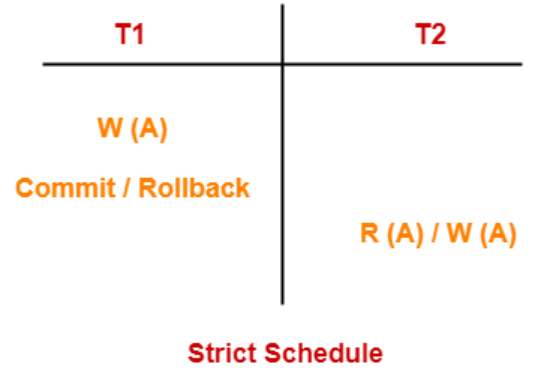 T1 T2
W (A)
Commit / Rollback
R (A) / W (A)
Strict Schedule